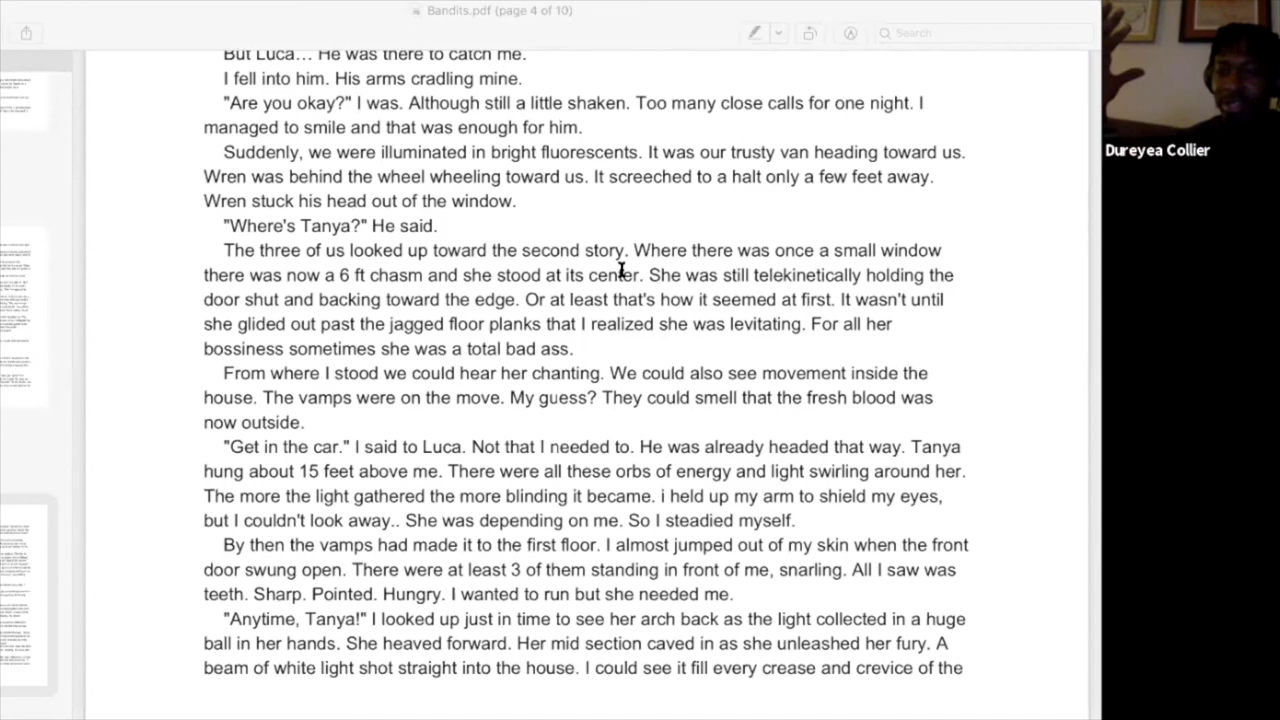 Bandits.pdf (page 4 of 10)
Search
But Luca... He was there to catch me.
I fell into him. His arms cradling mine.
"Are you okay?" I was. Although still a little shaken. Too many close calls for one night. I
managed to smile and that was enough for him.
Suddenly, we were illuminated in bright fluorescents. It was our trusty van heading toward us.
Wren was behind the wheel wheeling toward us. It screeched to a halt only a few feet away.
Wren stuck his head out of the window.
"Where's Tanya?" He said.
The three of us looked up toward the second story. Where there was once a small window
there was now a 6 ft chasm and she stood at its center. She was still telekinetically holding the
door shut and backing toward the edge. Or at least that's how it seemed at first. It wasn't until
she glided out past the jagged floor planks that I realized she was levitating. For all her
bossiness sometimes she was a total bad ass.
From where I stood we could hear her chanting. We could also see movement inside the
house. The vamps were on the move. My guess? They could smell that the fresh blood was
now outside.
"Get in the car." I said to Luca. Not that I needed to. He was already headed that way. Tanya
hung about 15 feet above me. There were all these orbs of energy and light swirling around her.
The more the light gathered the more blinding it became. i held up my arm to shield my eyes,
but I couldn't look away.. She was depending on me. So I steadied myself.
By then the vamps had made it to the first floor. I almost jumped out of my skin when the front
door swung open. There were at least 3 of them standing in front of me, snarling. All I saw was
teeth. Sharp. Pointed. Hungry. I wanted to run but she needed me.
"Anytime, Tanya!" I looked up just in time to see her arch back as the light collected in a huge
ball in her hands. She heaved forward. Her mid section caved in as she unleashed her fury. A
beam of white light shot straight into the house. I could see it fill every crease and crevice of the
Dureyea Collier